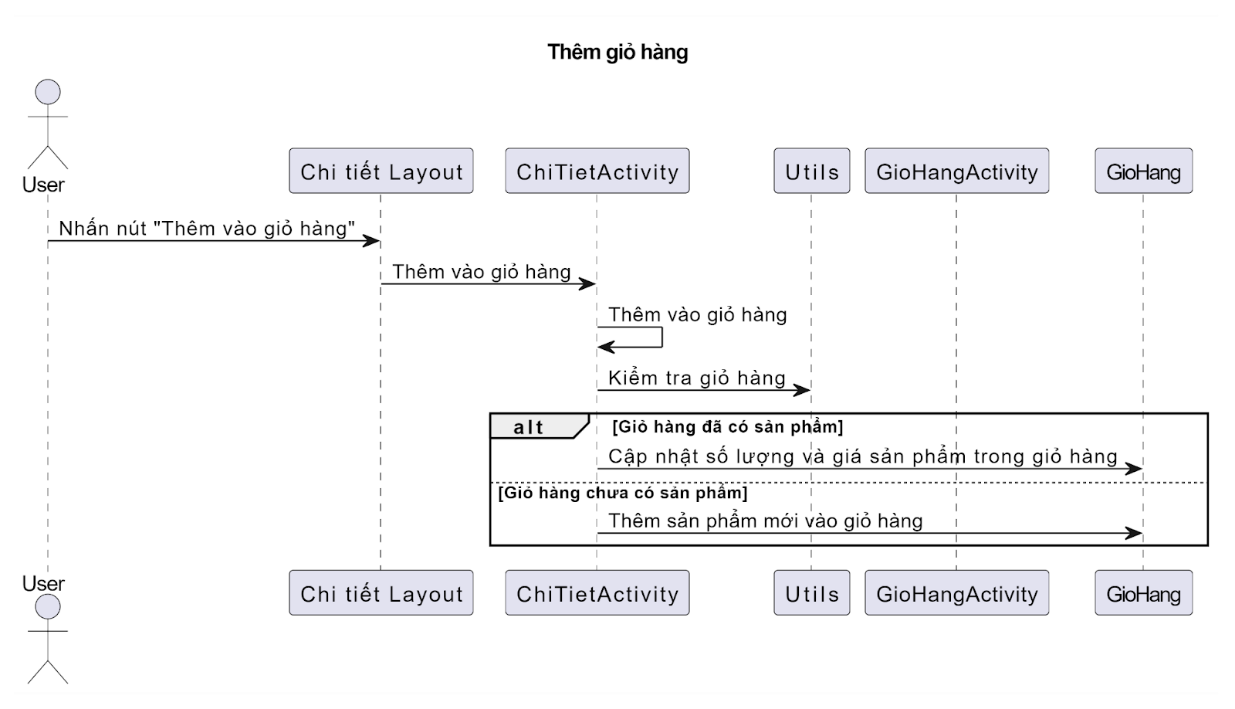 Thêm giỏ hàng
User
Chi tiết Layout
ChiTietActivity
Utils
GioHangActivity
GioHang
Nhấn nút "Thêm vào giỏ hàng"
Thêm vào giỏ hàng
Thêm vào giỏ hàng
Kiểm tra giỏ hàng
alt
[Giỏ hàng đã có sản phẩm]
Cập nhật số lượng và giá sản phẩm trong giỏ hàng
[Giỏ hàng chưa có sản phẩm]
Thêm sản phẩm mới vào giỏ hàng
User
Chi tiết Layout
ChiTietActivity
Utils
GioHangActivity
GioHang